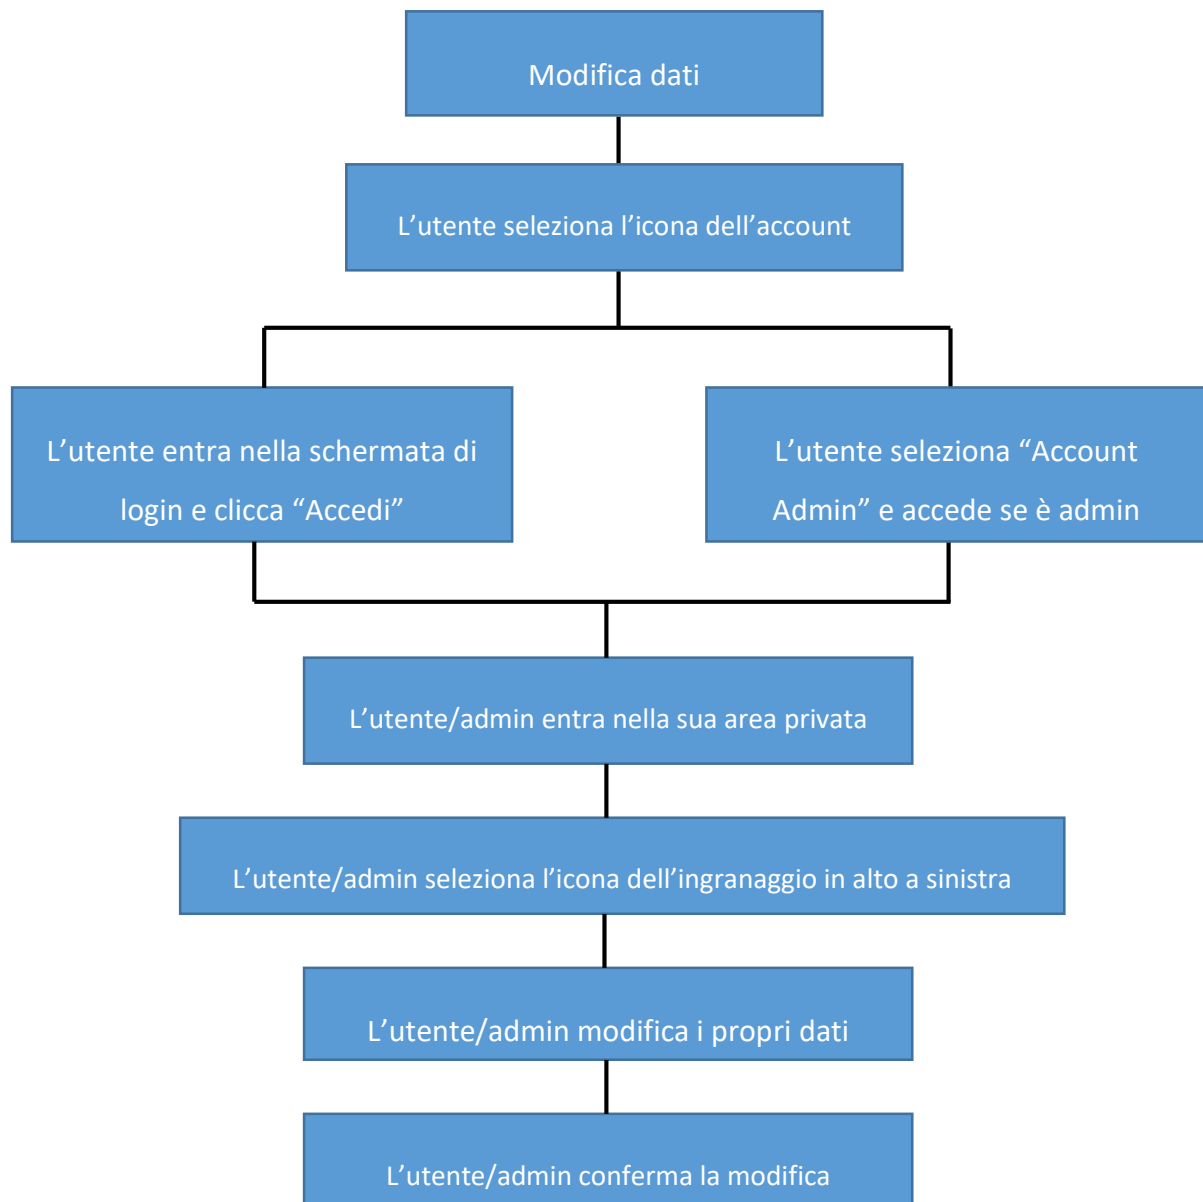 Modifica dati
L’utente seleziona l’icona dell’account
L’utente entra nella schermata di
login e clicca “Accedi”
L’utente seleziona “Account
Admin” e accede se è admin
L’utente/admin entra nella sua area privata
L’utente/admin seleziona l’icona dell’ingranaggio in alto a sinistra
L’utente/admin modifica i propri dati
L’utente/admin conferma la modifica